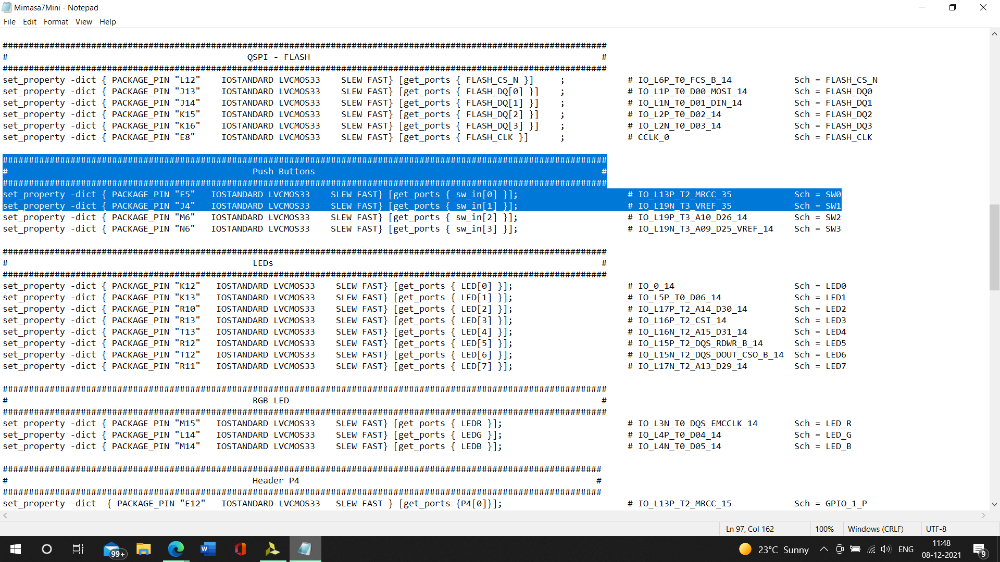 Mimasa7Mini - Notepad
File Edit Format View Help
####################################################################################################################
# QSPI - FLASH #
####################################################################################################################
set_property -dict { PACKAGE_PIN "L12" IOSTANDARD LVCMOS33 SLEW FAST} [get_ports { FLASH_CS_N }] ; # IO_L6P_T0_FCS_B_14 Sch = FLASH_CS_N
set_property -dict { PACKAGE_PIN "J13" IOSTANDARD LVCMOS33 SLEW FAST} [get_ports { FLASH_DQ[0] }] ; # IO_L1P_T0_D00_MOSI_14 Sch = FLASH_DQ0
set_property -dict { PACKAGE_PIN "J14" IOSTANDARD LVCMOS33 SLEW FAST} [get_ports { FLASH_DQ[1] }] ; # IO_L1N_T0_D01_DIN_14 Sch = FLASH_DQ1
set_property -dict { PACKAGE_PIN "K15" IOSTANDARD LVCMOS33 SLEW FAST} [get_ports { FLASH_DQ[2] }] ; # IO_L2P_T0_D02_14 Sch = FLASH_DQ2
set_property -dict { PACKAGE_PIN "K16" IOSTANDARD LVCMOS33 SLEW FAST} [get_ports { FLASH_DQ[3] }] ; # IO_L2N_T0_D03_14 Sch = FLASH_DQ3
set_property -dict { PACKAGE_PIN "E8" IOSTANDARD LVCMOS33 SLEW FAST} [get_ports { FLASH_CLK }] ; # CCLK_0 Sch = FLASH_CLK
####################################################################################################################
# Push Buttons #
####################################################################################################################
set_property -dict { PACKAGE_PIN "F5" IOSTANDARD LVCMOS33 SLEW FAST} [get_ports { sw_in[0] }]; # IO_L13P_T2_MRCC_35 Sch = SW0
set_property -dict { PACKAGE_PIN "J4" IOSTANDARD LVCMOS33 SLEW FAST} [get_ports { sw_in[1] }]; # IO_L19N_T3_VREF_35 Sch = SW1
set_property -dict { PACKAGE_PIN "M6" IOSTANDARD LVCMOS33 SLEW FAST} [get_ports { sw_in[2] }]; # IO_L19P_T3_A10_D26_14 Sch = SW2
set_property -dict { PACKAGE_PIN "N6" IOSTANDARD LVCMOS33 SLEW FAST} [get_ports { sw_in[3] }]; # IO_L19N_T3_A09_D25_VREF_14 Sch = SW3
####################################################################################################################
# LEDs #
####################################################################################################################
set_property -dict { PACKAGE_PIN "K12" IOSTANDARD LVCMOS33 SLEW FAST} [get_ports { LED[0] }]; # IO_0_14 Sch = LED0
set_property -dict { PACKAGE_PIN "K13" IOSTANDARD LVCMOS33 SLEW FAST} [get_ports { LED[1] }]; # IO_L5P_T0_D06_14 Sch = LED1
set_property -dict { PACKAGE_PIN "R10" IOSTANDARD LVCMOS33 SLEW FAST} [get_ports { LED[2] }]; # IO_L17P_T2_A14_D30_14 Sch = LED2
set_property -dict { PACKAGE_PIN "R13" IOSTANDARD LVCMOS33 SLEW FAST} [get_ports { LED[3] }]; # IO_L16P_T2_CSI_14 Sch = LED3
set_property -dict { PACKAGE_PIN "T13" IOSTANDARD LVCMOS33 SLEW FAST} [get_ports { LED[4] }]; # IO_L16N_T2_A15_D31_14 Sch = LED4
set_property -dict { PACKAGE_PIN "R12" IOSTANDARD LVCMOS33 SLEW FAST} [get_ports { LED[5] }]; # IO_L15P_T2_DQS_RDWR_B_14 Sch = LED5
set_property -dict { PACKAGE_PIN "T12" IOSTANDARD LVCMOS33 SLEW FAST} [get_ports { LED[6] }]; # IO_L15N_T2_DQS_DOUT_CSO_B_14 Sch = LED6
set_property -dict { PACKAGE_PIN "R11" IOSTANDARD LVCMOS33 SLEW FAST} [get_ports { LED[7] }]; # IO_L17N_T2_A13_D29_14 Sch = LED7
####################################################################################################################
# RGB LED #
####################################################################################################################
set_property -dict { PACKAGE_PIN "M15" IOSTANDARD LVCMOS33 SLEW FAST} [get_ports { LEDR }]; # IO_L3N_T0_DQS_EMCCLK_14 Sch = LED_R
set_property -dict { PACKAGE_PIN "L14" IOSTANDARD LVCMOS33 SLEW FAST} [get_ports { LEDG }]; # IO_L4P_T0_D04_14 Sch = LED_G
set_property -dict { PACKAGE_PIN "M14" IOSTANDARD LVCMOS33 SLEW FAST} [get_ports { LEDB }]; # IO_L4N_T0_D05_14 Sch = LED_B
###################################################################################################################
# Header P4 #
###################################################################################################################
set_property -dict { PACKAGE_PIN "E12" IOSTANDARD LVCMOS33 SLEW FAST } [get_ports {P4[0]}]; # IO_L13P_T2_MRCC_15 Sch = GPIO_1_P
Ln 97, Col 162 100% Windows (CRLF) UTF-8
99+ 23°C Sunny ENG 11:48
08-12-2021 9